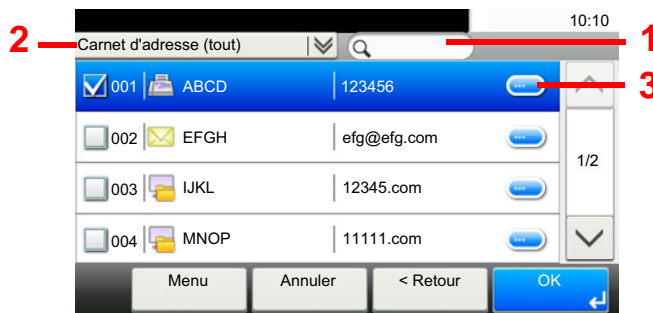 10:10
2 Carnet d'adresse (tout) 1
001 ABCD 123456 ... 3
002 EFGH efg@efg.com ...
1/2
003 IJKL 12345.com ...
004 MNOP 11111.com ...
Menu Annuler < Retour OK